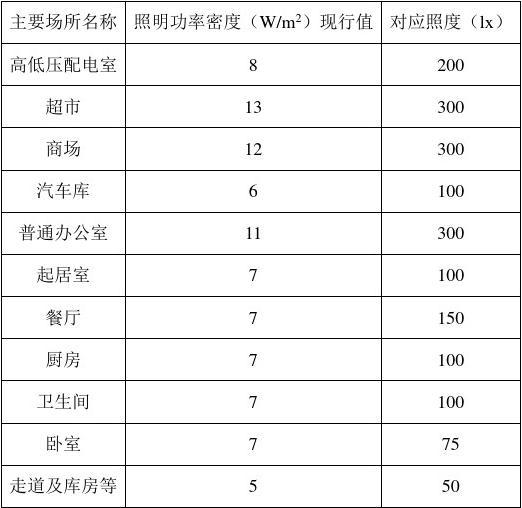 主要场所名称 照明功率密度（W/m²）现行值 对应照度（lx）
高低压配电室 8 200
超市 13 300
商场 12 300
汽车库 6 100
普通办公室 11 300
起居室 7 100
餐厅 7 150
厨房 7 100
卫生间 7 100
卧室 7 75
走道及库房等 5 50